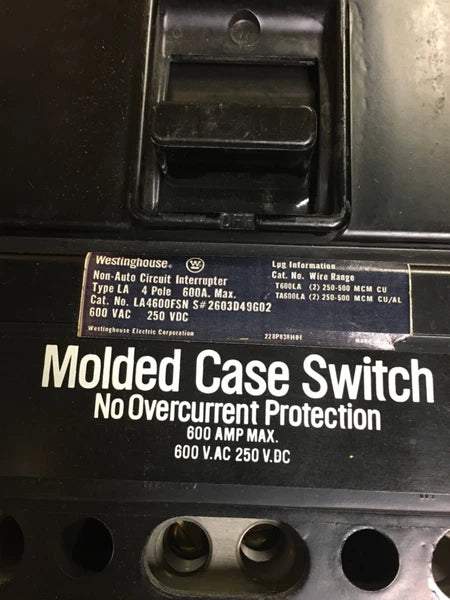 OFF
Westinghouse
Non-Auto Circuit Interrupter
Type LA 4 Pole 600A. Max.
Cat. No. LA4600FSN S# 2603D49G02
600 VAC 250 VDC
Westinghouse Electric Corporation
Lug Information
Cat. No. Wire Range
T600LA (2) 250-500 MCM CU
TA600LA (2) 250-500 MCM CU/AL
Molded Case Switch
No Overcurrent Protection
600 AMP MAX.
600 V.AC 250 V.DC